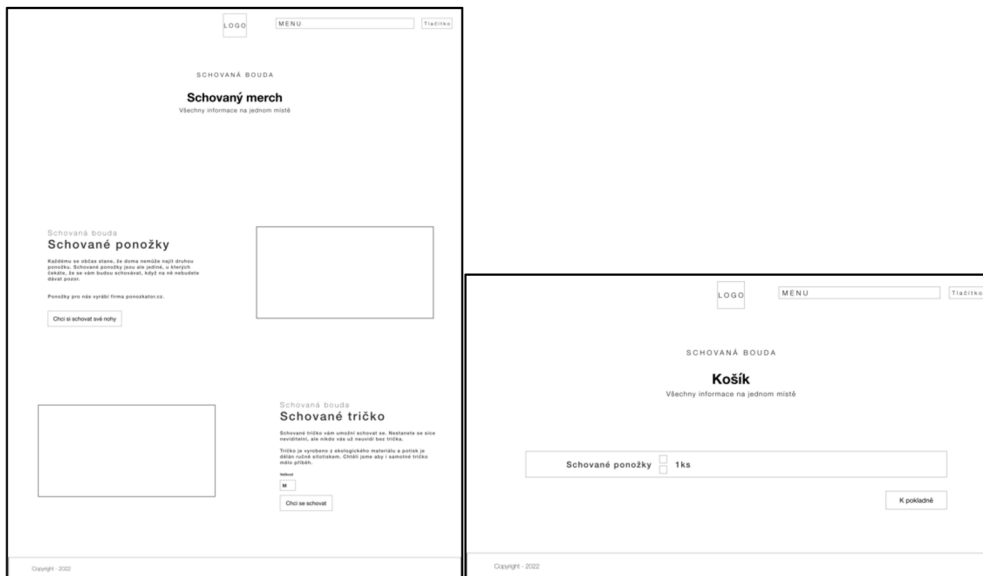 LOGO
MENU
Tlačítko
SCHOVANÁ BOUDA
Schovaný merch
Všechny informace na jednom místě
Schovaná bouda
Schované ponožky
Každému se občas stane, že doma nemůže najít druhou
ponožku. Schované ponožky jsou ale jediné, u kterých
čekáte, že se vám budou schovávat, když na ně nebudete
dávat pozor.
Ponožky pro nás vyrábí firma ponozkator.cz.
Chci si schovat své nohy
Schovaná bouda
Schované tričko
Schované tričko vám umožní schovat se. Nestanete se sice
neviditelní, ale nikdo vás už neuvidí bez trička.
Tričko je vyrobeno z ekologického materiálu a potisk je
dělán ručně sítotiskem. Chtěli jsme aby i samotné tričko
mělo příběh.
Velikost
M
Chci se schovat
Copyright - 2022
LOGO
MENU
Tlačítko
SCHOVANÁ BOUDA
Košík
Všechny informace na jednom místě
Schované ponožky 1ks
K pokladně
Copyright - 2022